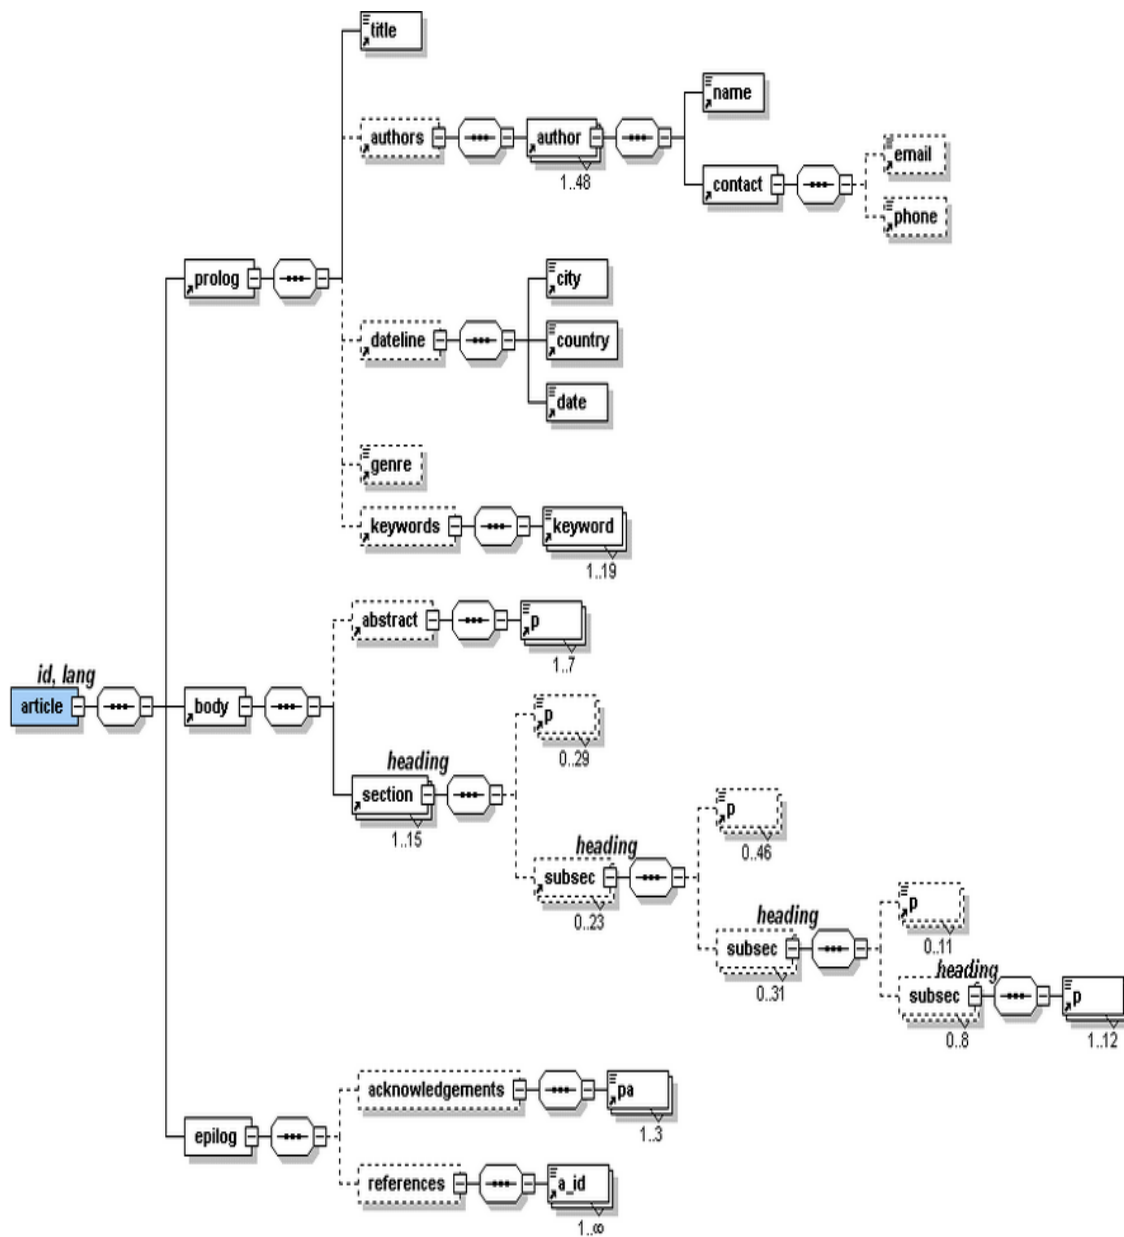 title
name
authors
author
email
1..48
contact
phone
prolog
city
dateline
country
date
genre
keywords
keyword
1..19
abstract
p
1..7
id, lang
article
body
p
0..29
heading
section
1..15
p
0..46
heading
subsec
0..23
p
0..11
heading
subsec
0..31
heading
subsec
0..8
p
1..12
acknowledgements
pa
1..3
epilog
references
a_id
1..∞